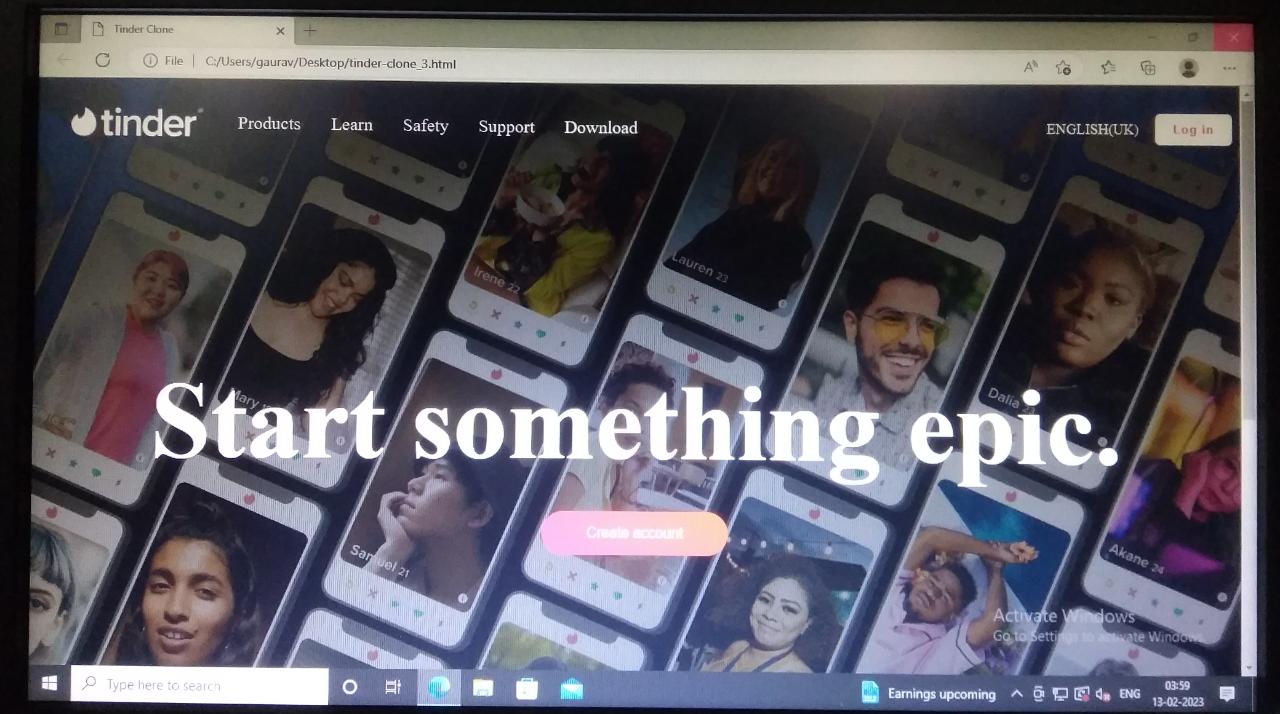 Tinder Clone
File C:/Users/gaurav/Desktop/tinder-clone_3.html
tinder Products Learn Safety Support Download ENGLISH(UK) Log in
Irene 22
Lauren 23
Mary
Dalia
Start something epic.
Create account
Samuel 21
Akane 24
Activate Windows
Go to Settings to activate Windows.
Type here to search
Earnings upcoming ENG 03:59
13-02-2023